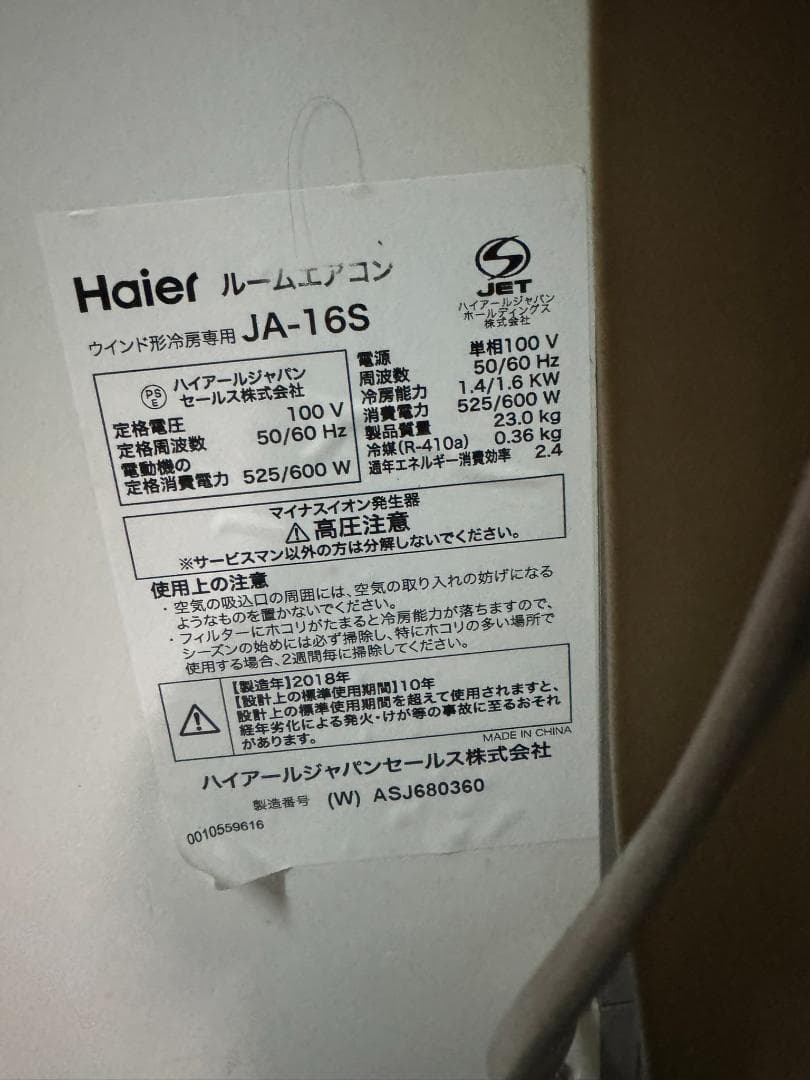 Haier ルームエアコン
ウインド形冷房専用 JA-16S
JET
ハイアールジャパン
ホールディングス
株式会社
PS
E
ハイアールジャパン
セールス株式会社
定格電圧 100 V
定格周波数 50/60 Hz
電動機の
定格消費電力 525/600 W
電源 単相100 V
周波数 50/60 Hz
冷房能力 1.4/1.6 KW
消費電力 525/600 W
製品質量 23.0 kg
冷媒(R-410a) 0.36 kg
通年エネルギー消費効率 2.4
マイナスイオン発生器
高圧注意
※サービスマン以外の方は分解しないでください。
使用上の注意
・空気の吸込口の周囲には、空気の取り入れの妨げになる
ようなものを置かないでください。
・フィルターにホコリがたまると冷房能力が落ちますので、
シーズンの始めには必ず掃除し、特にホコリの多い場所で
使用する場合、2週間毎に掃除してください。
【製造年】2018年
【設計上の標準使用期間】10年
設計上の標準使用期間を超えて使用されますと、
経年劣化による発火・けが等の事故に至るおそれ
があります。
MADE IN CHINA
ハイアールジャパンセールス株式会社
製造番号 (W) ASJ680360
0010559616